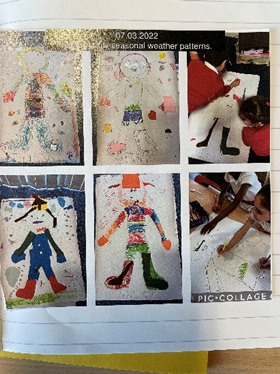 07.03.2022
seasonal weather patterns.
PIC•COLLAGE